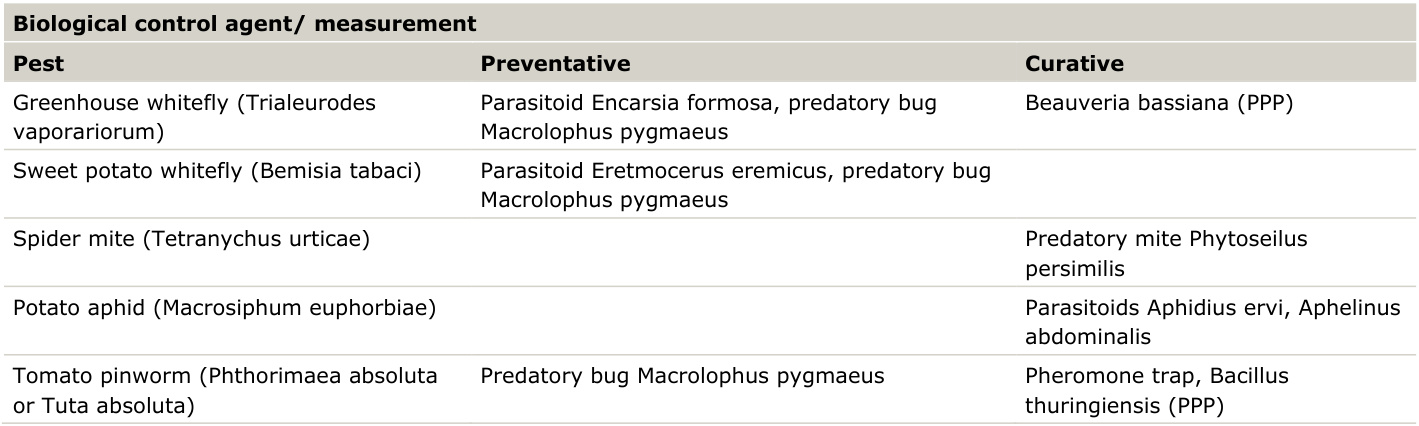 Biological control agent/ measurement
Pest Preventative Curative
Greenhouse whitefly (Trialeurodes vaporariorum) Parasitoid Encarsia formosa, predatory bug Macrolophus pygmaeus Beauveria bassiana (PPP)
Sweet potato whitefly (Bemisia tabaci) Parasitoid Eretmocerus eremicus, predatory bug Macrolophus pygmaeus
Spider mite (Tetranychus urticae) Predatory mite Phytoseilus persimilis
Potato aphid (Macrosiphum euphorbiae) Parasitoids Aphidius ervi, Aphelinus abdominalis
Tomato pinworm (Phthorimaea absoluta or Tuta absoluta) Predatory bug Macrolophus pygmaeus Pheromone trap, Bacillus thuringiensis (PPP)